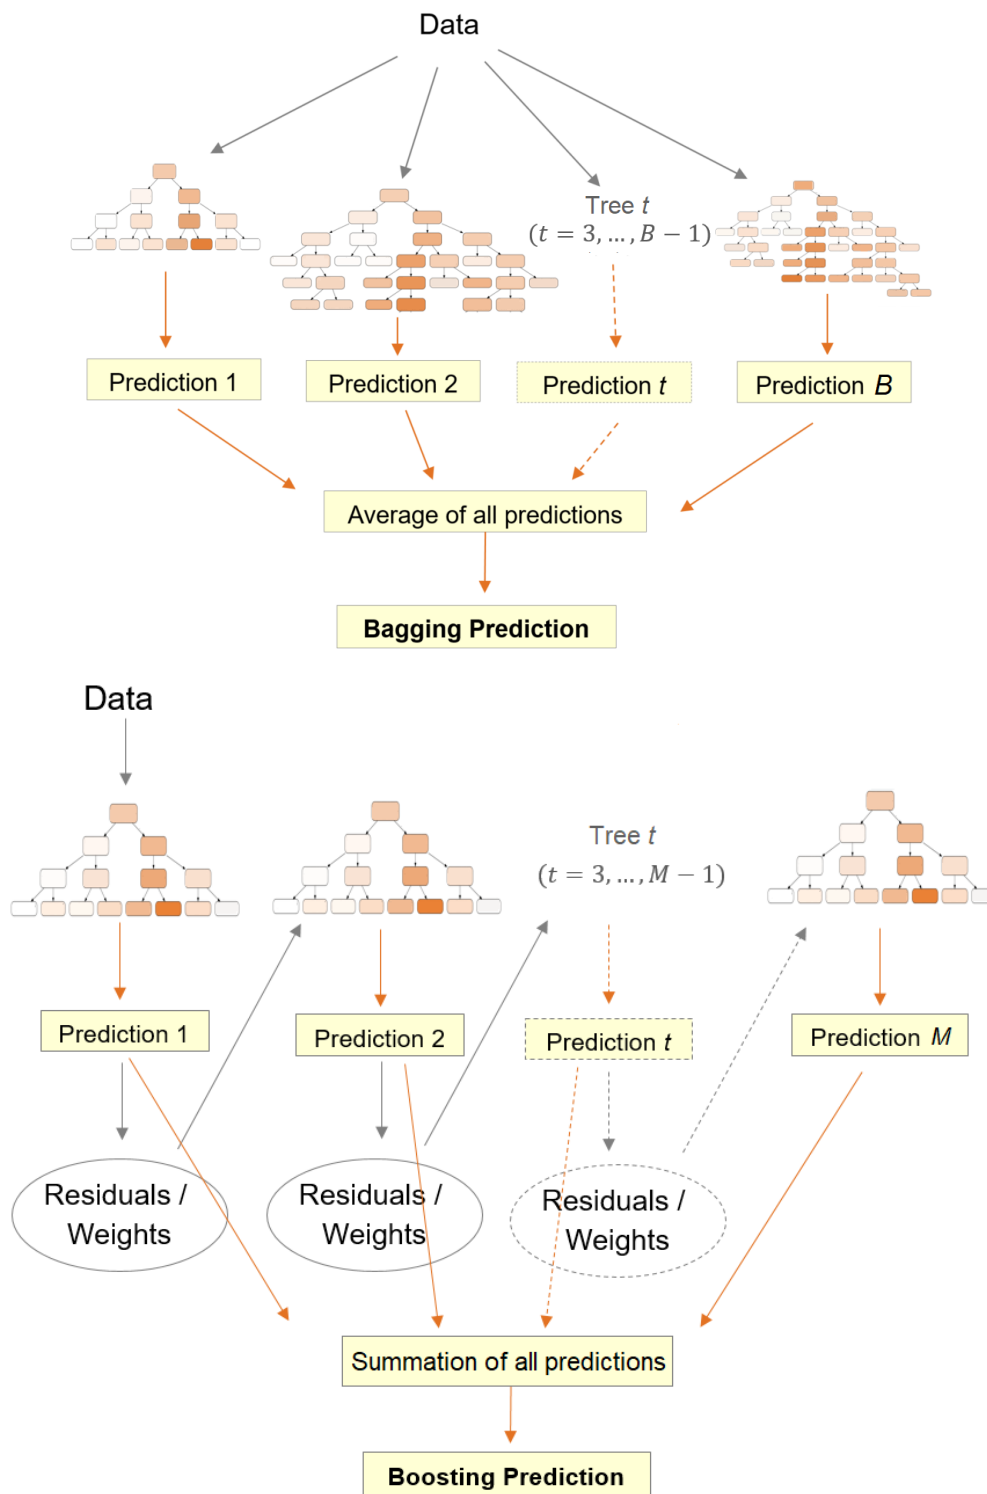 Data
Tree t
(t = 3, ..., B − 1)
Prediction 1
Prediction 2
Prediction t
Prediction B
Average of all predictions
Bagging Prediction
Data
Tree t
(t = 3, ..., M − 1)
Prediction 1
Prediction 2
Prediction t
Prediction M
Residuals /
Weights
Residuals /
Weights
Residuals /
Weights
Summation of all predictions
Boosting Prediction